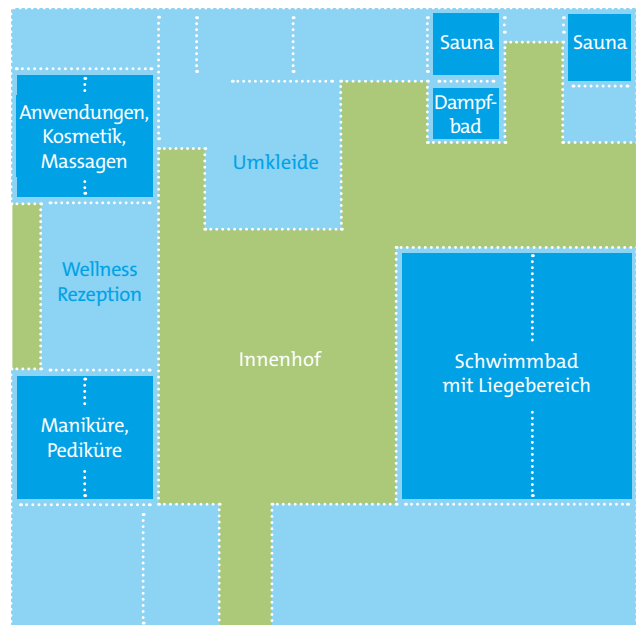 Sauna
Sauna
Dampf-
bad
Anwendungen,
Kosmetik,
Massagen
Umkleide
Wellness
Rezeption
Innenhof
Schwimmbad
mit Liegebereich
Maniküre,
Pediküre